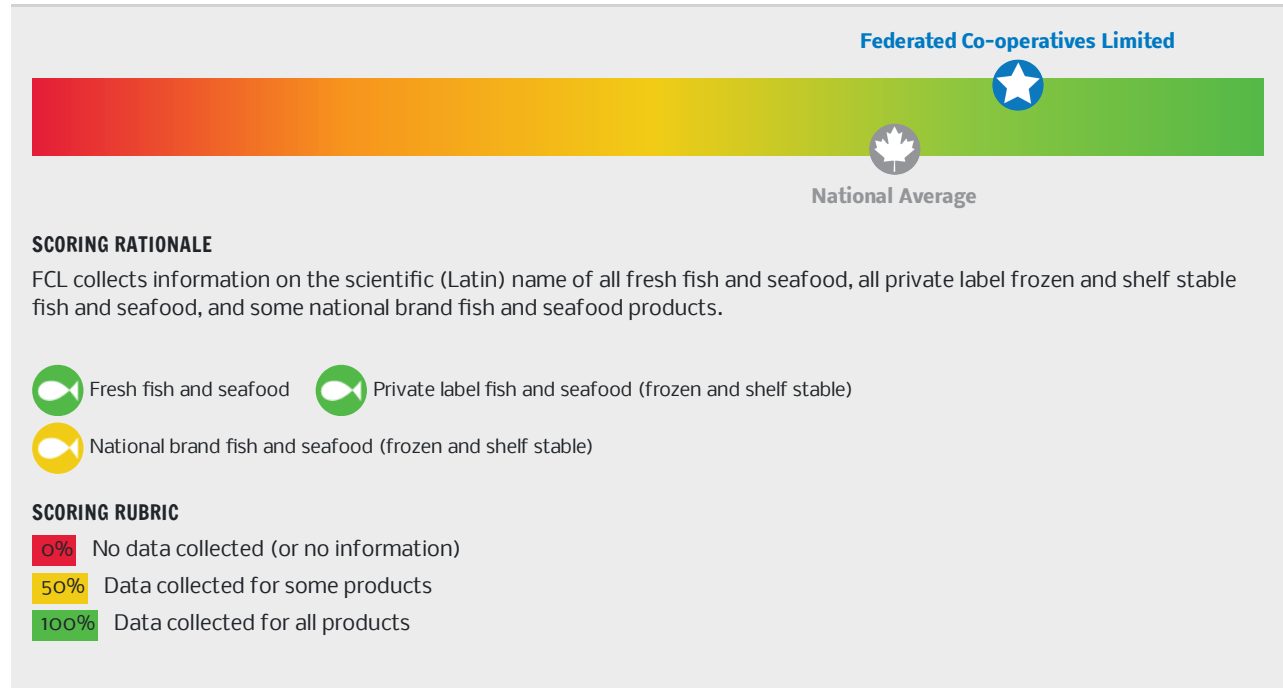 Federated Co-operatives Limited
National Average
SCORING RATIONALE
FCL collects information on the scientific (Latin) name of all fresh fish and seafood, all private label frozen and shelf stable
fish and seafood, and some national brand fish and seafood products.
Fresh fish and seafood Private label fish and seafood (frozen and shelf stable)
National brand fish and seafood (frozen and shelf stable)
SCORING RUBRIC
0% No data collected (or no information)
50% Data collected for some products
100% Data collected for all products